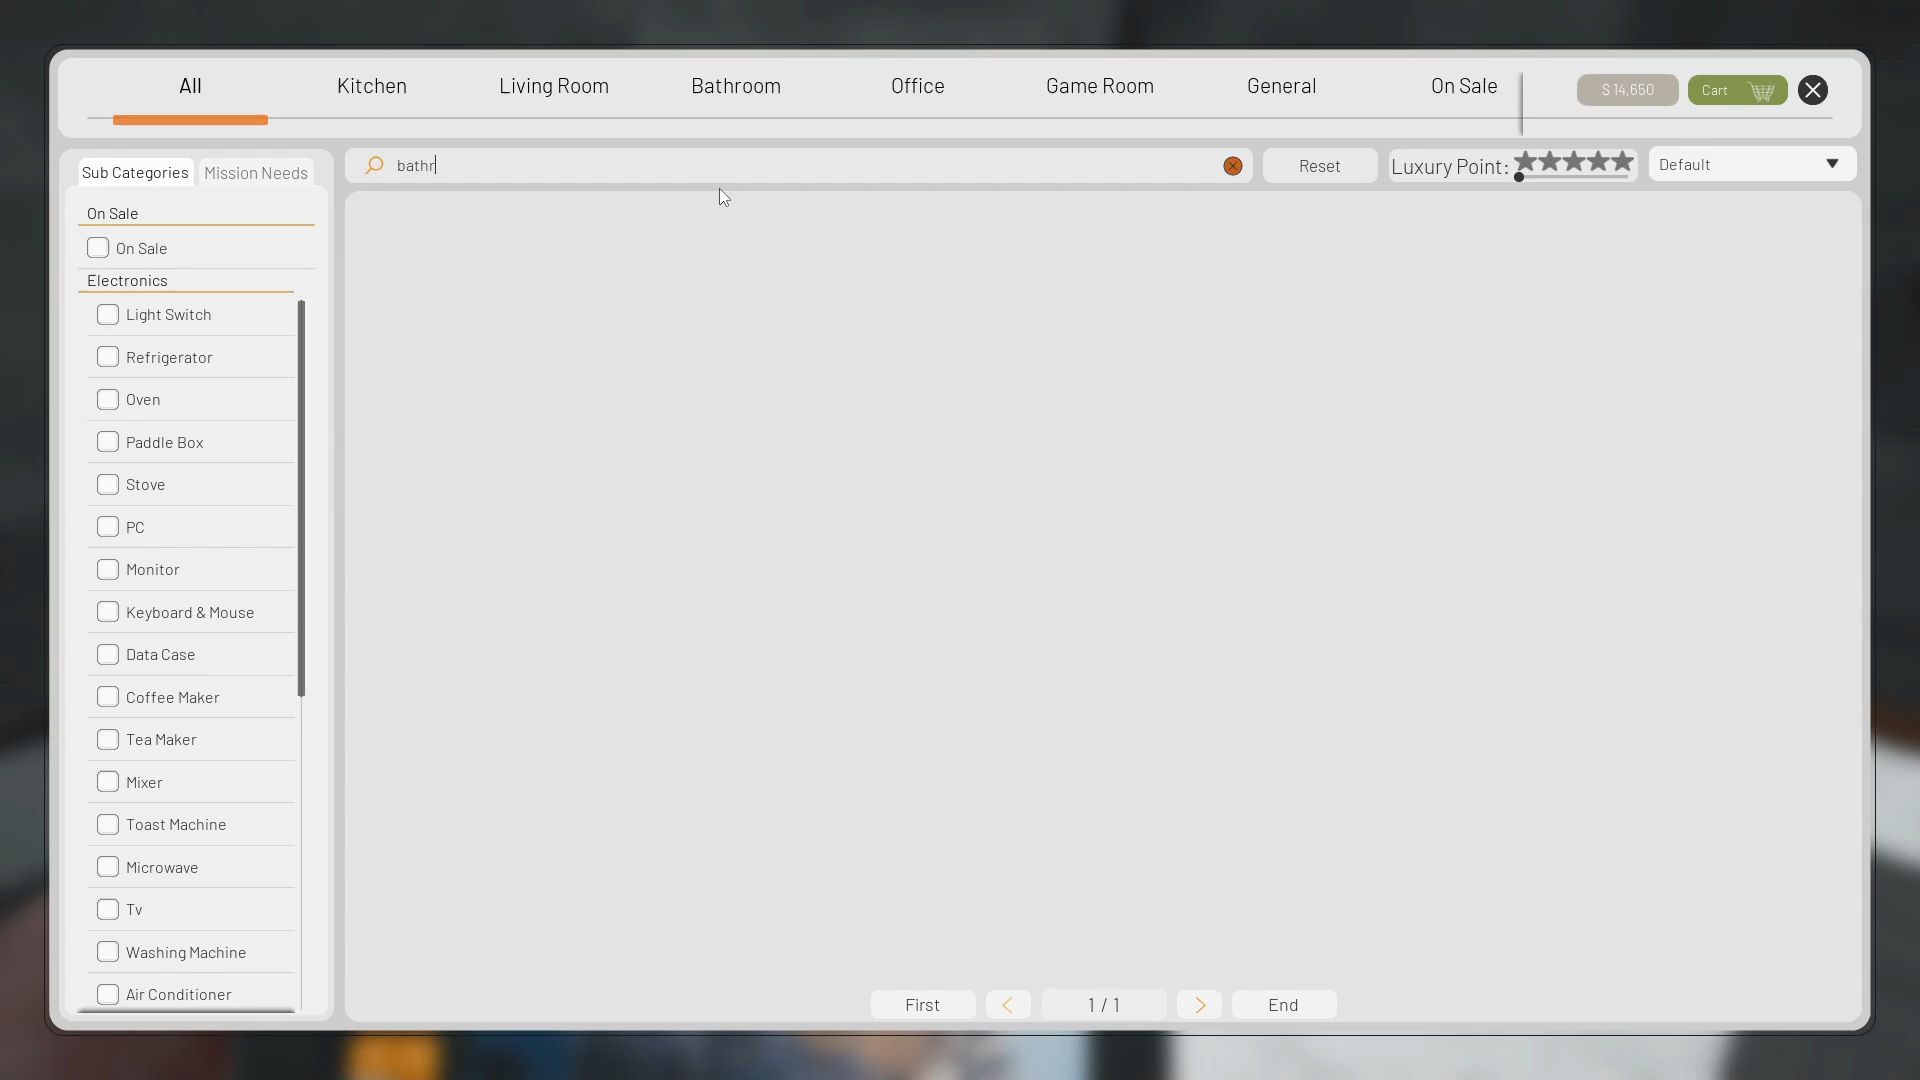 All Kitchen Living Room Bathroom Office Game Room General On Sale $ 14,650 Cart
Sub Categories Mission Needs bathr Reset Luxury Point: Default
On Sale
On Sale
Electronics
Light Switch
Refrigerator
Oven
Paddle Box
Stove
PC
Monitor
Keyboard & Mouse
Data Case
Coffee Maker
Tea Maker
Mixer
Toast Machine
Microwave
Tv
Washing Machine
Air Conditioner
First < 1 / 1 > End